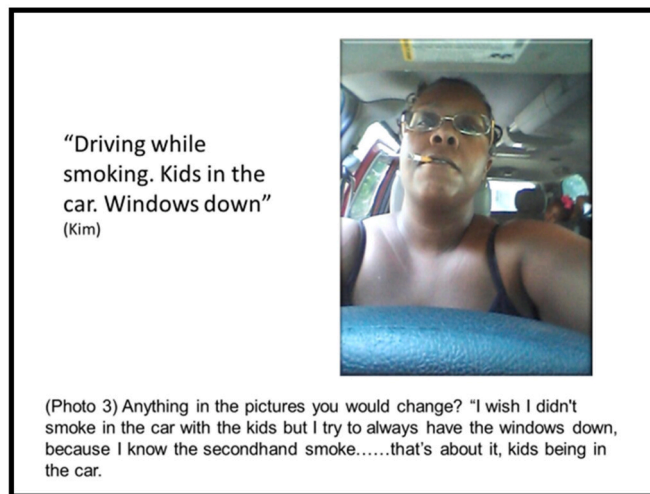 “Driving while
smoking. Kids in the
car. Windows down”
(Kim)
(Photo 3) Anything in the pictures you would change? “I wish I didn't
smoke in the car with the kids but I try to always have the windows down,
because I know the secondhand smoke……that’s about it, kids being in
the car.